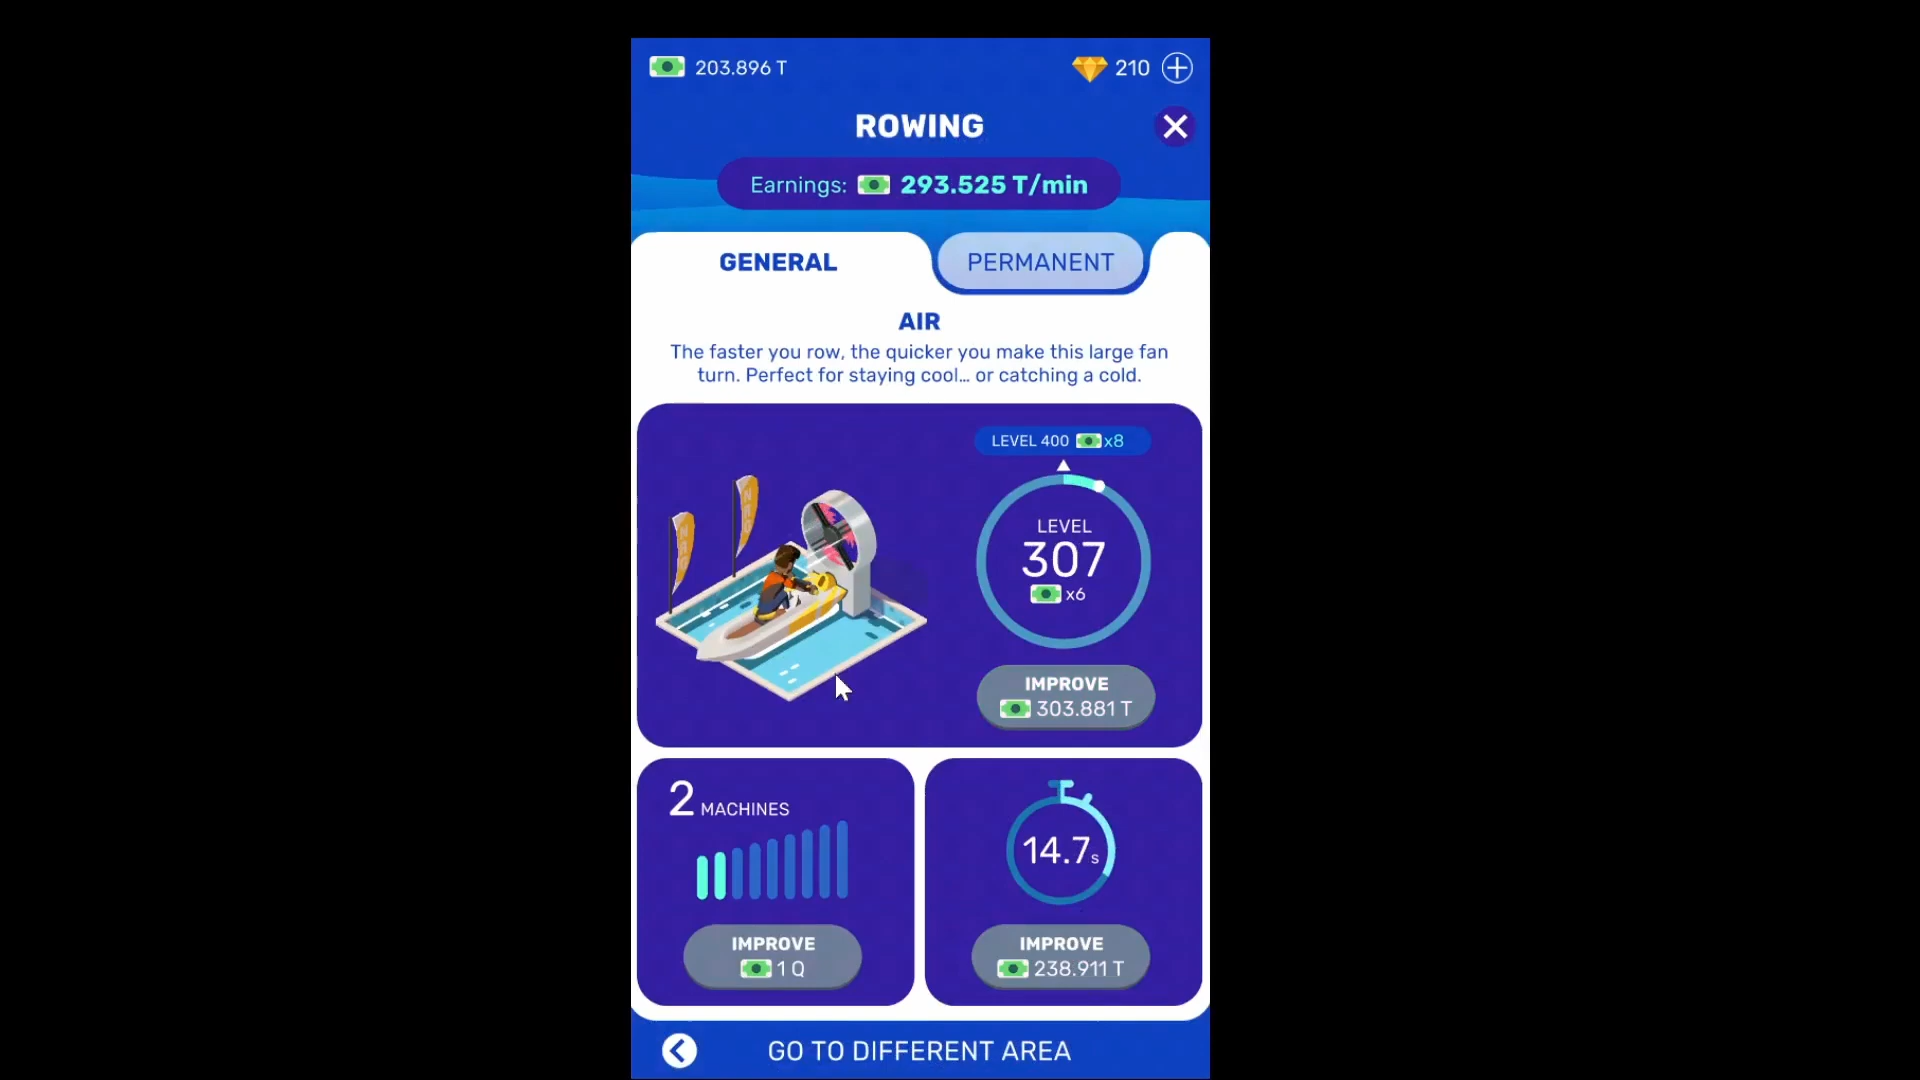 203.896 T
210
ROWING
Earnings: 293.525 T/min
GENERAL
PERMANENT
AIR
The faster you row, the quicker you make this large fan
turn. Perfect for staying cool... or catching a cold.
LEVEL 400 x8
LEVEL
307
x6
IMPROVE
303.881 T
2 MACHINES
IMPROVE
1 Q
14.7s
IMPROVE
238.911 T
GO TO DIFFERENT AREA